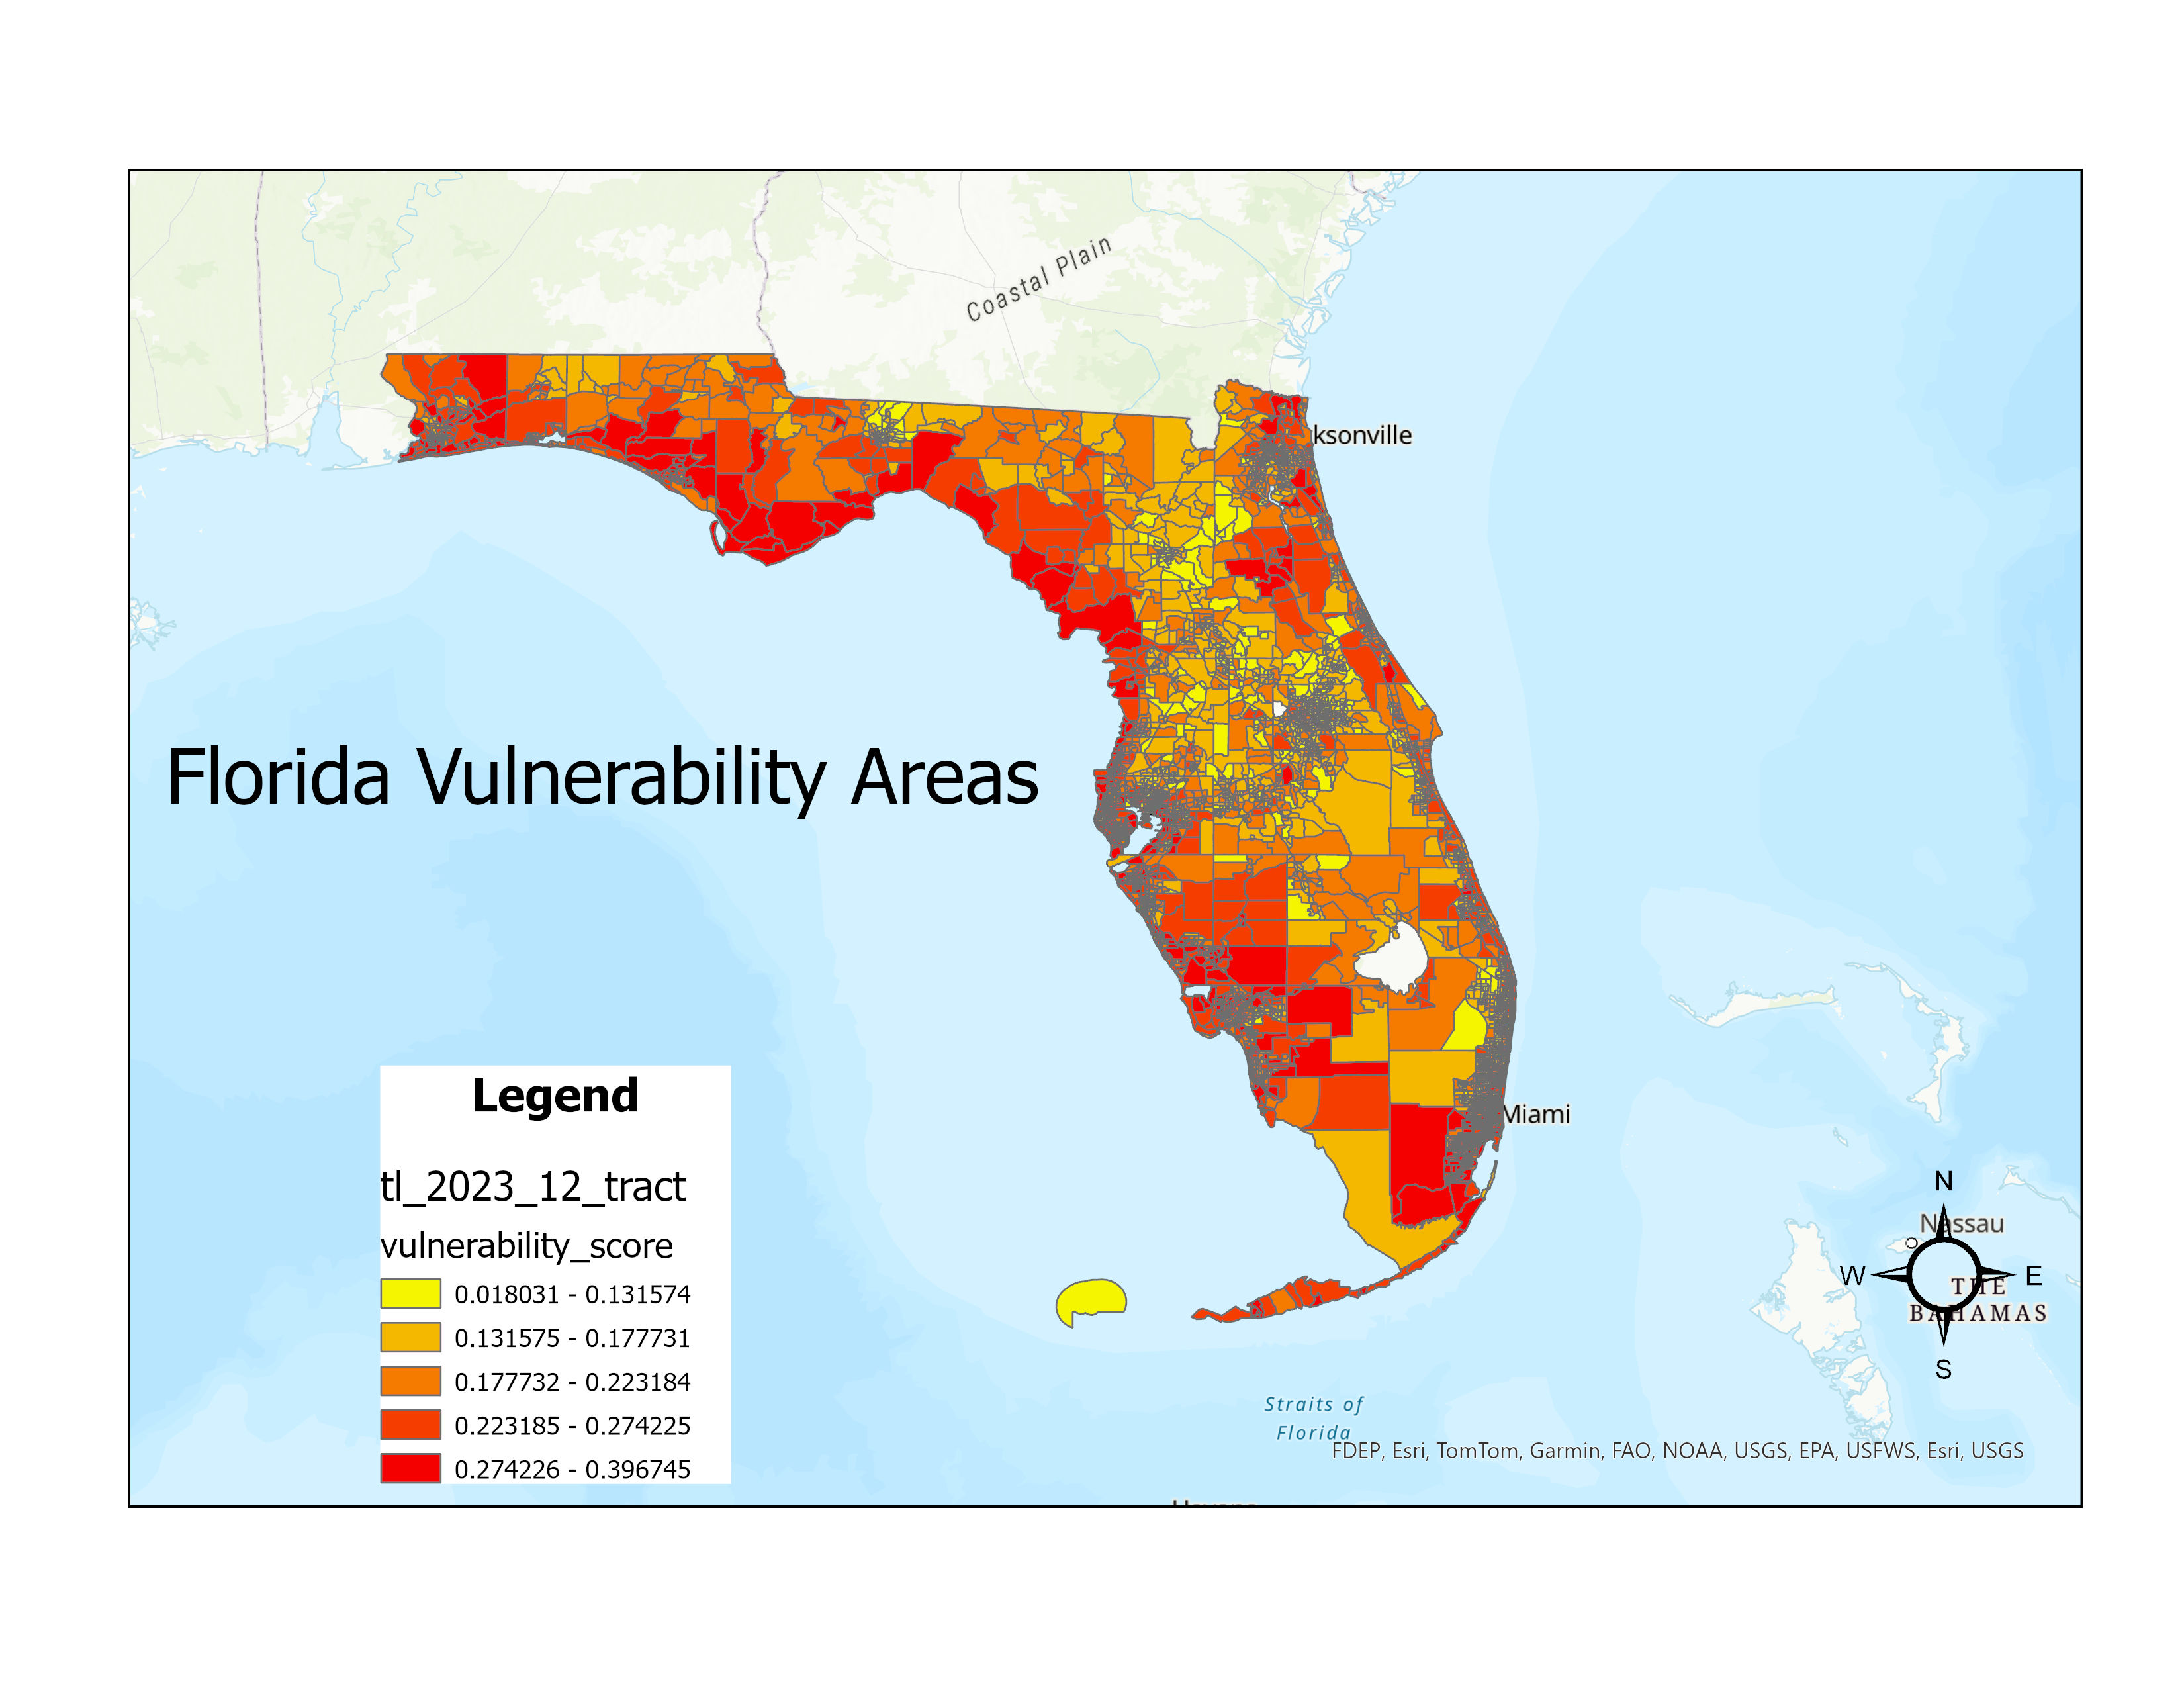 Coastal Plain
ksonville
Florida Vulnerability Areas
Legend
tl_2023_12_tract
vulnerability_score
0.018031 - 0.131574
0.131575 - 0.177731
0.177732 - 0.223184
0.223185 - 0.274225
0.274226 - 0.396745
Miami
N
Nassau
W
E
THE
BAHAMAS
S
Straits of
Florida
FDEP, Esri, TomTom, Garmin, FAO, NOAA, USGS, EPA, USFWS, Esri, USGS